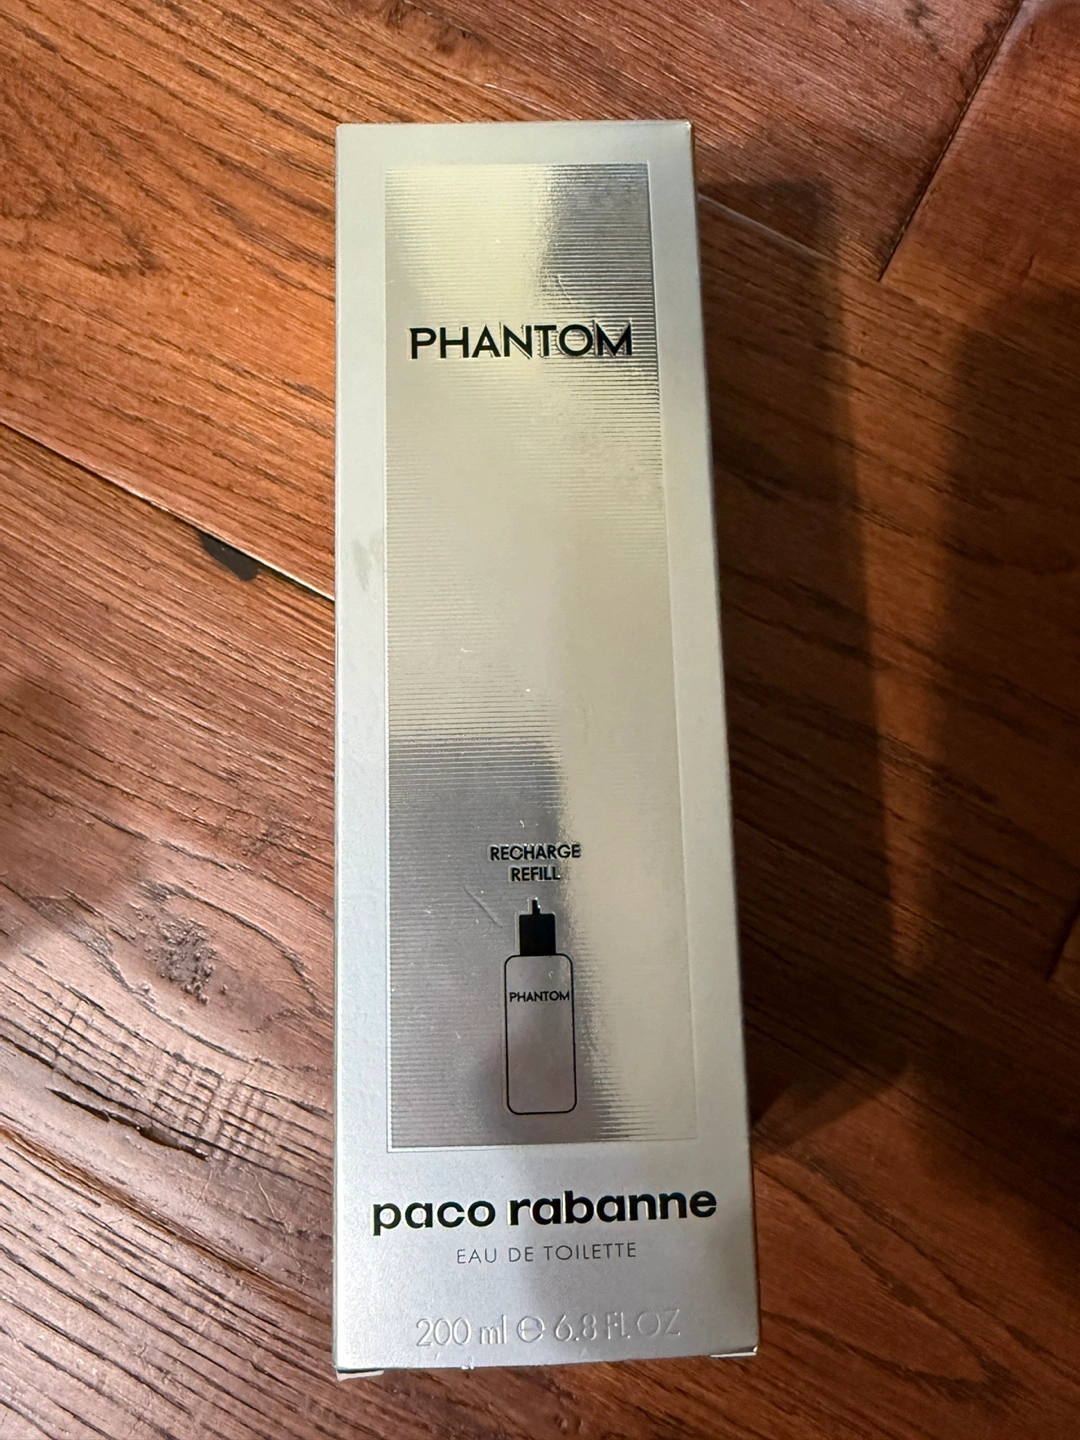 PHANTOM
RECHARGE
REFILL
PHANTOM
paco rabanne
EAU DE TOILETTE
200 ml ℮ 6.8 FL OZ